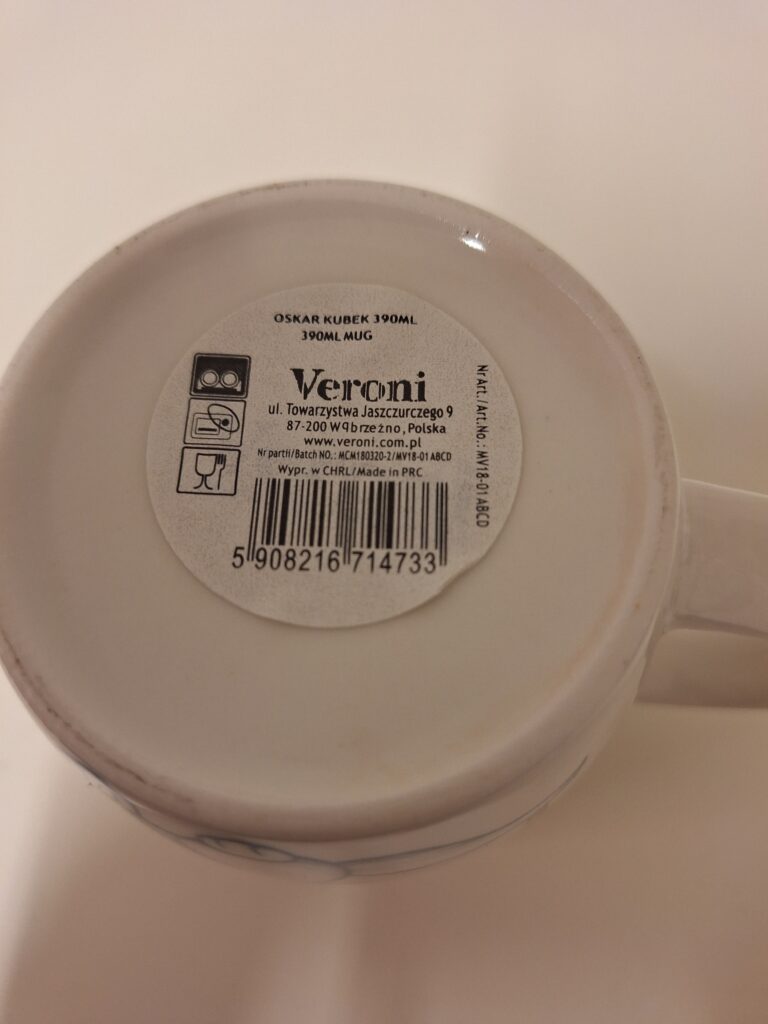 OSKAR KUBEK 390ML
390ML MUG
Veroni
ul. Towarzystwa Jaszczurczego 9
87-200 Wąbrzeźno, Polska
www.veroni.com.pl
Nr partii/Batch NO.: MCM180320-2/MV18-01 ABCD
Wypr. w CHRL/Made in PRC
5 908216 714733
Nr Art./Art.No.: MV18-01 ABCD